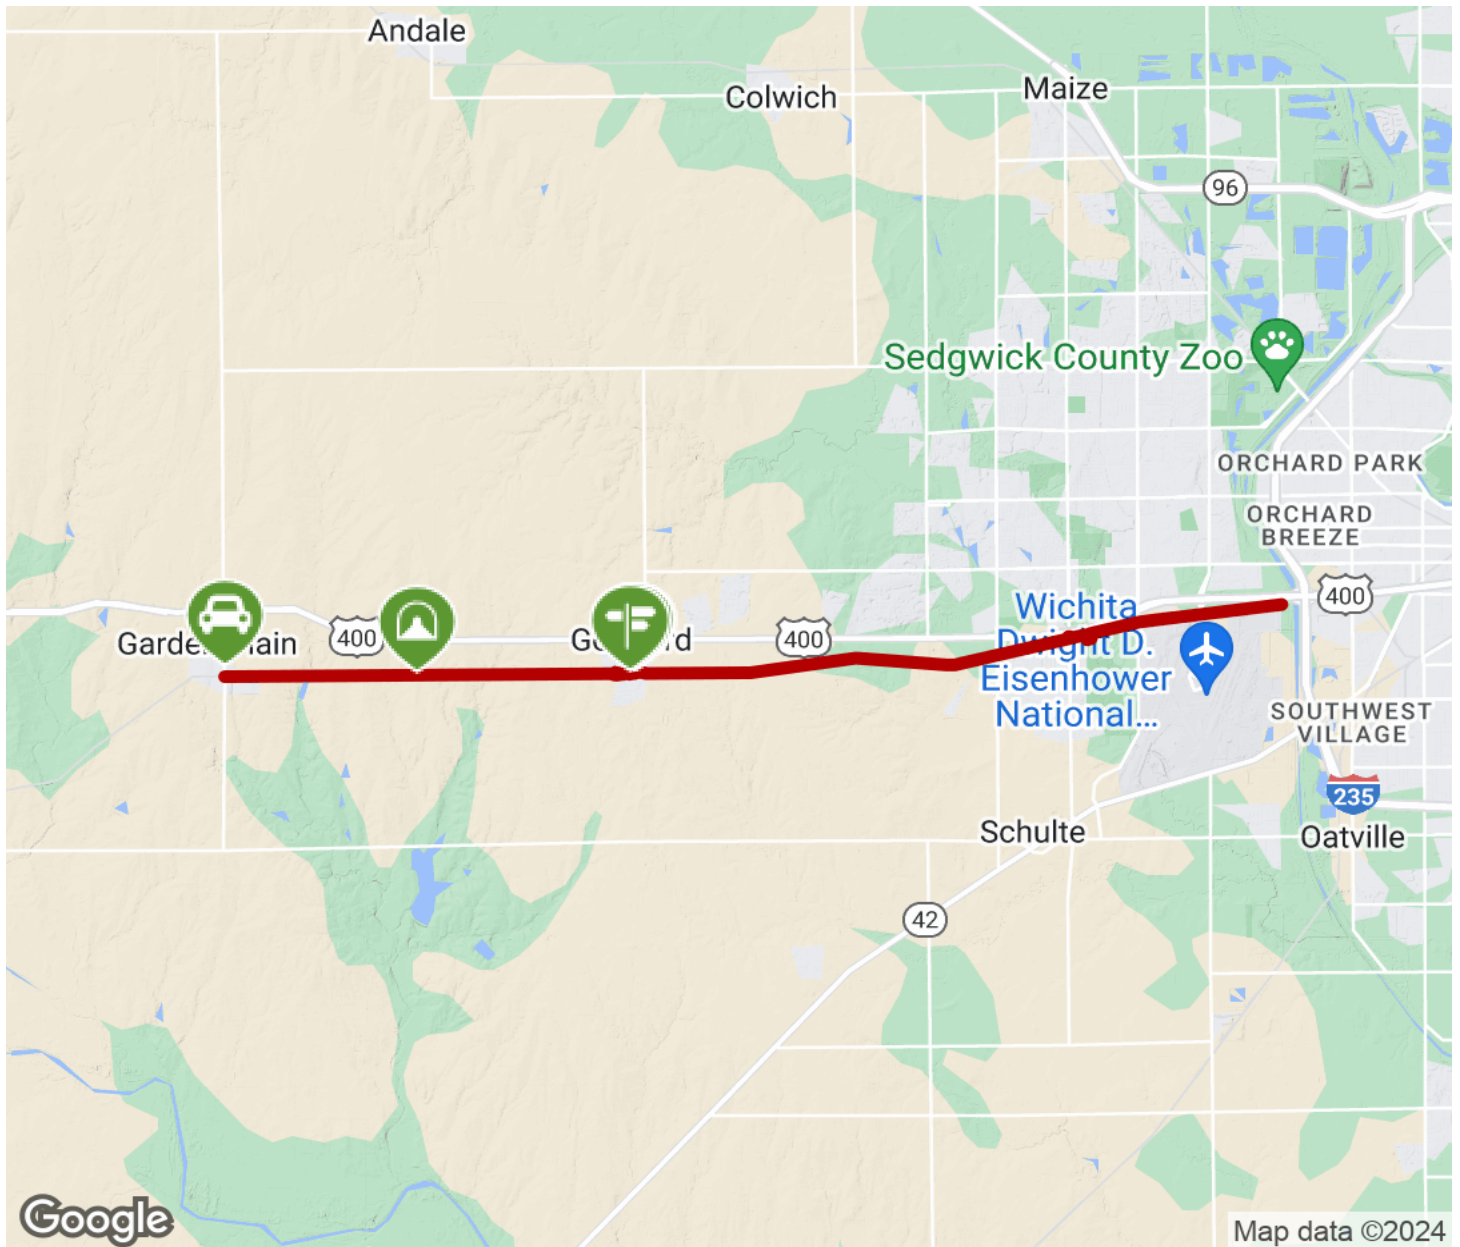 Andale
Colwich
Maize
96
Sedgwick County Zoo
ORCHARD PARK
ORCHARD
BREEZE
400
400
400
Wichita
Dwight D.
Eisenhower
National...
SOUTHWEST
VILLAGE
235
Schulte
Oatville
42
Google
Map data ©2024